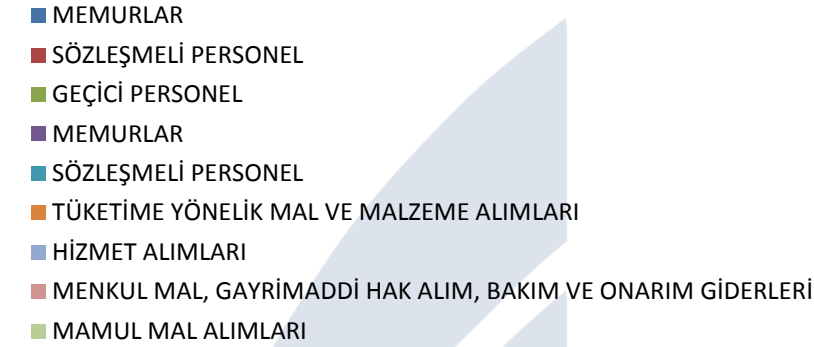 MEMURLAR
SÖZLEŞMELİ PERSONEL
GEÇİCİ PERSONEL
MEMURLAR
SÖZLEŞMELİ PERSONEL
TÜKETİME YÖNELİK MAL VE MALZEME ALIMLARI
HİZMET ALIMLARI
MENKUL MAL, GAYRİMADDİ HAK ALIM, BAKIM VE ONARIM GİDERLERİ
MAMUL MAL ALIMLARI